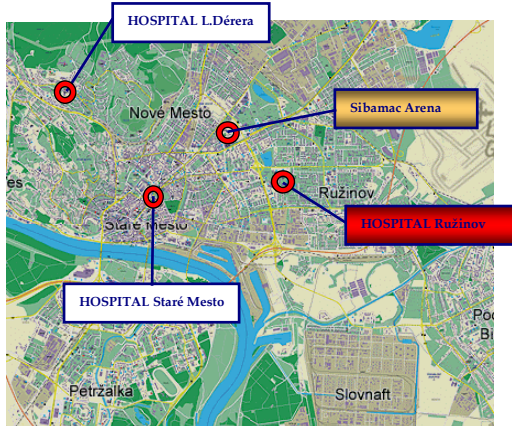 HOSPITAL L.Dérera
Nové Mesto
Sibamac Arena
Ružinov
HOSPITAL Ružinov
Staré Mesto
HOSPITAL Staré Mesto
Petržalka
Slovnaft